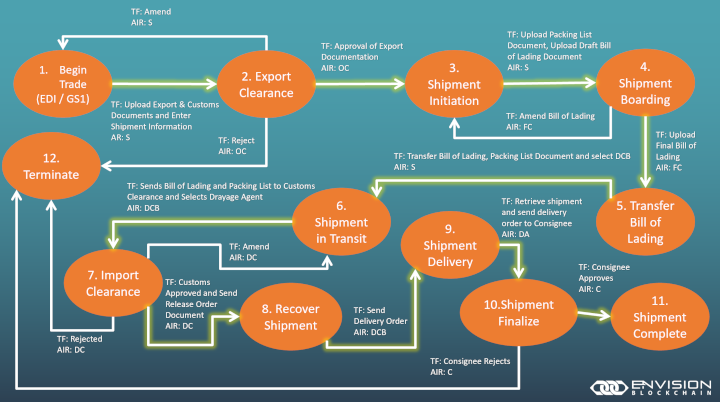 TF: Amend
AIR: S
1. Begin
Trade
(EDI / GS1)
TF: Upload Export & Customs
Documents and Enter
Shipment Information
AR: S
2. Export
Clearance
TF: Approval of Export
Documentation
AIR: OC
3.
Shipment
Initiation
TF: Upload Packing List
Document, Upload Draft Bill
of Lading Document
AIR: S
4.
Shipment
Boarding
TF: Amend Bill of Lading
AIR: FC
TF: Reject
AIR: OC
12.
Terminate
TF: Upload
Final Bill of
Lading
AIR: FC
TF: Transfer Bill of Lading, Packing List Document and select DCB
AIR: S
5. Transfer
Bill of
Lading
TF: Sends Bill of Lading and Packing List to Customs
Clearance and Selects Drayage Agent
AIR: DCB
6.
Shipment
in Transit
TF: Amend
AIR: DC
7. Import
Clearance
TF: Customs
Approved and Send
Release Order
Document
AIR: DC
TF: Rejected
AIR: DC
8. Recover
Shipment
TF: Send
Delivery Order
AIR: DCB
9.
Shipment
Delivery
TF: Retrieve shipment
and send delivery
order to Consignee
AIR: DA
10.Shipment
Finalize
TF: Consignee
Approves
AIR: C
11.
Shipment
Complete
TF: Consignee Rejects
AIR: C
ENVISION
BLOCKCHAIN